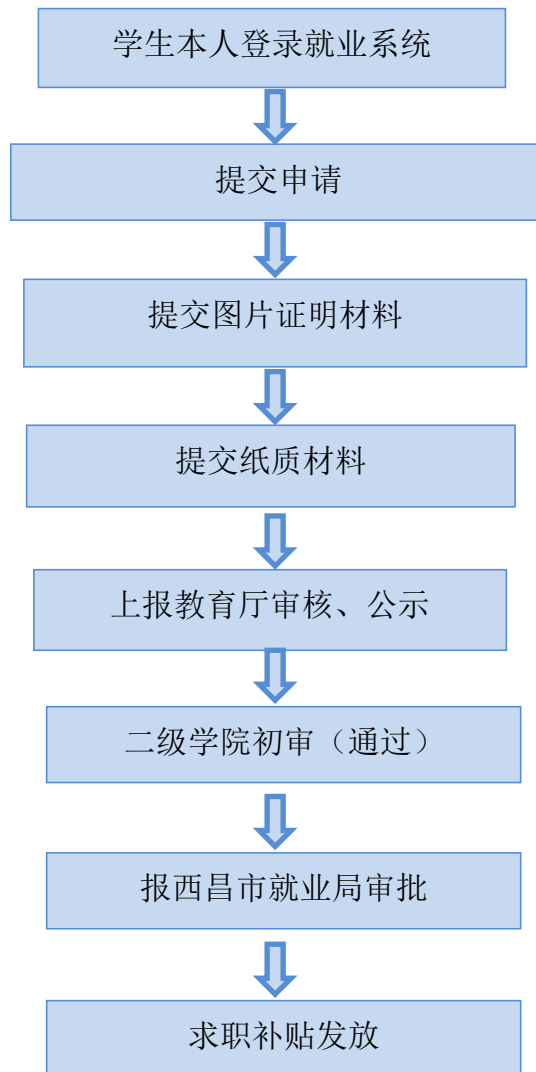 学生本人登录就业系统
提交申请
提交图片证明材料
提交纸质材料
上报教育厅审核、公示
二级学院初审（通过）
报西昌市就业局审批
求职补贴发放